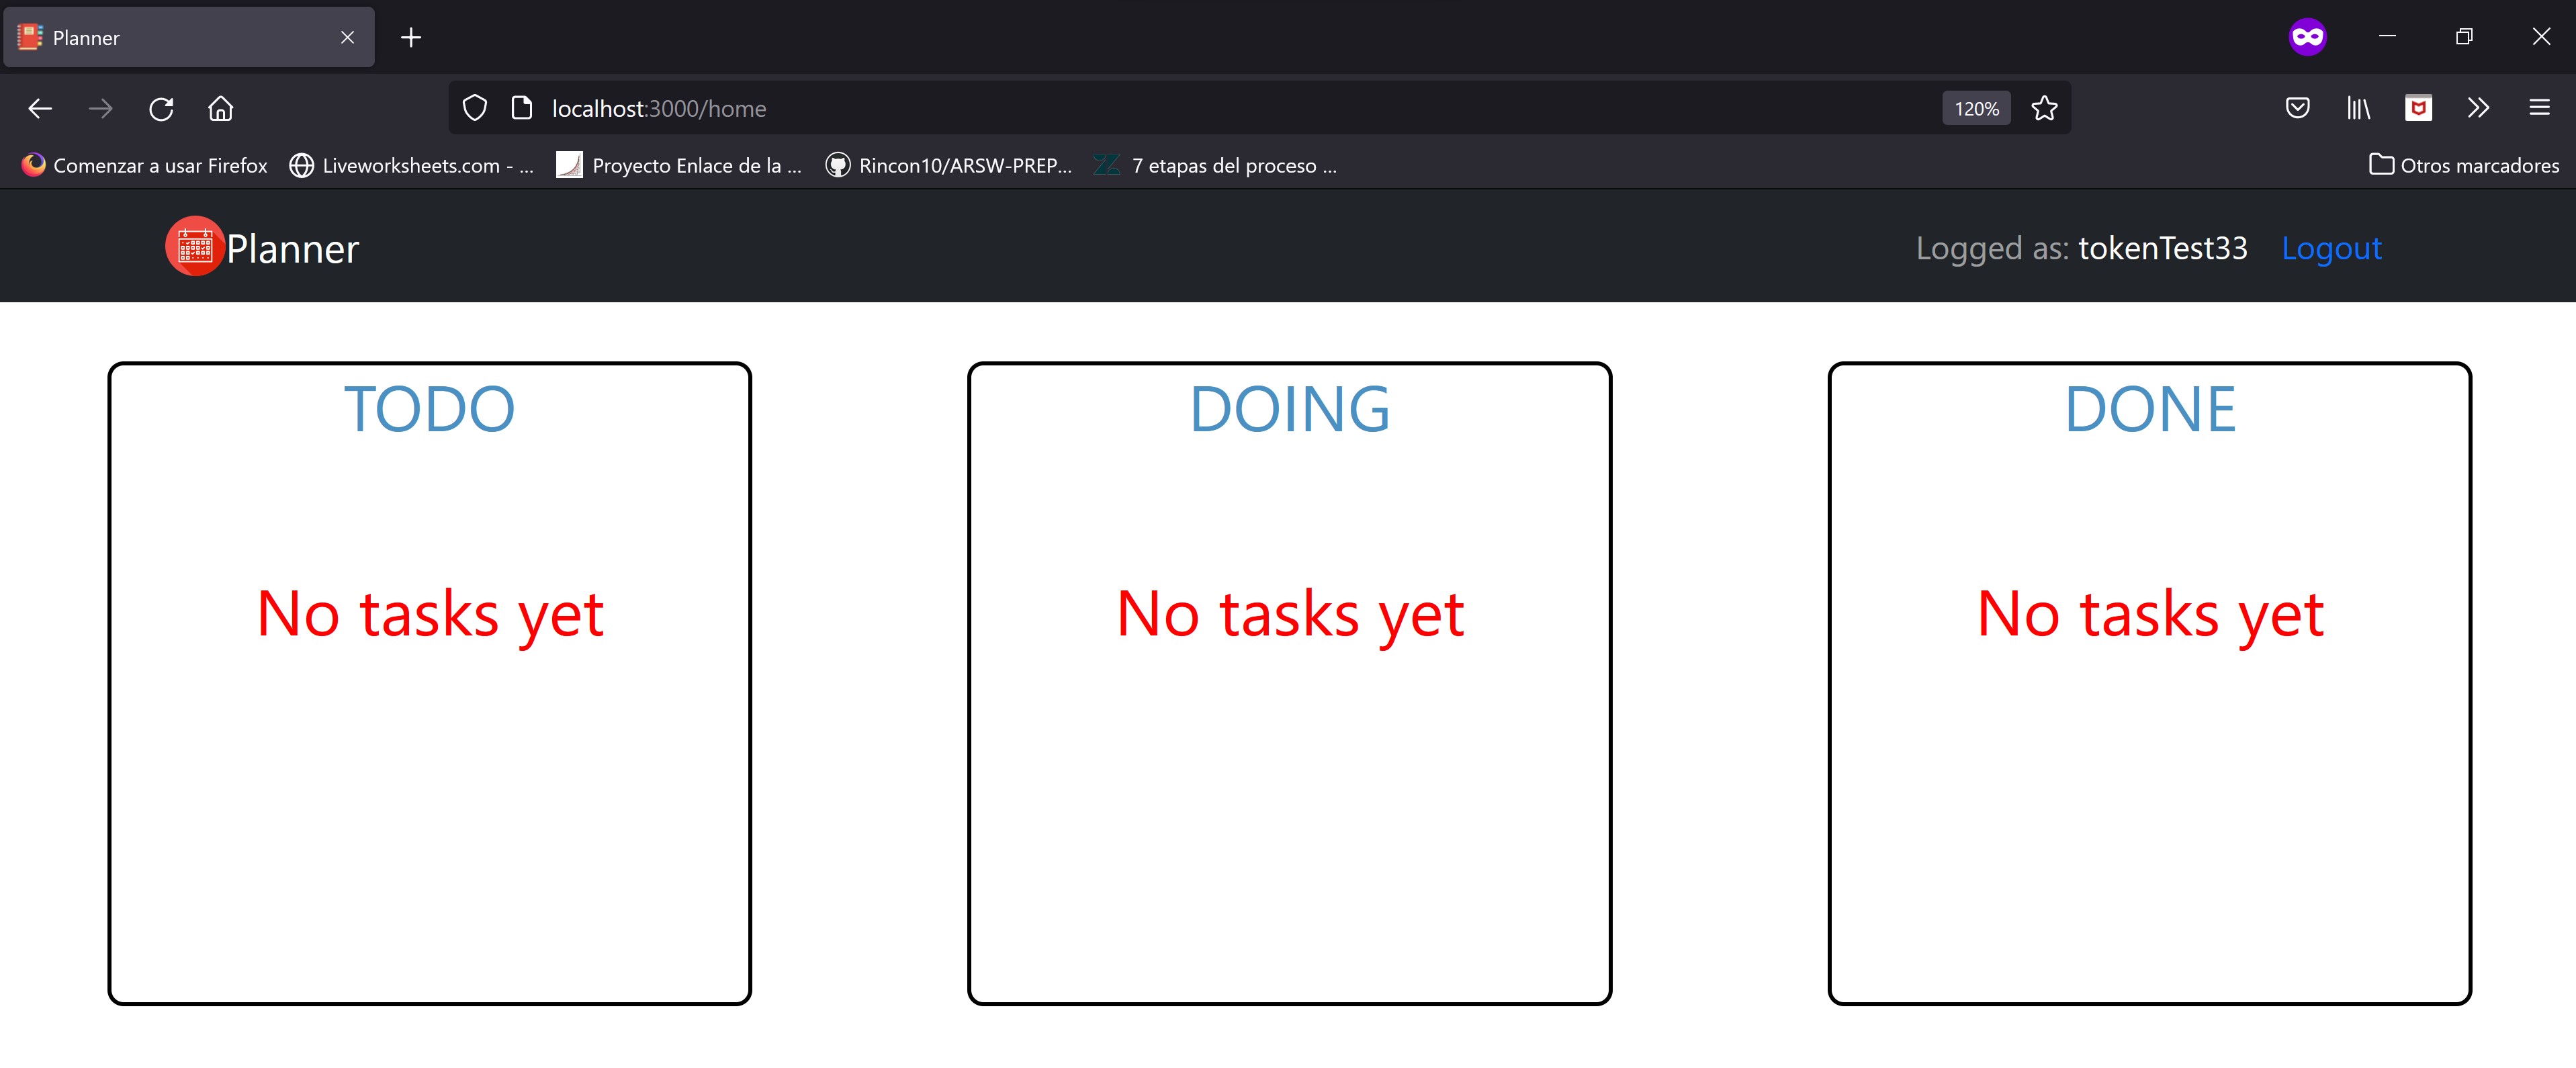 Planner
localhost:3000/home
120%
Comenzar a usar Firefox
Liveworksheets.com - ...
Proyecto Enlace de la ...
Rincon10/ARSW-PREP...
7 etapas del proceso ...
Otros marcadores
Planner
Logged as: tokenTest33 Logout
TODO
DOING
DONE
No tasks yet
No tasks yet
No tasks yet